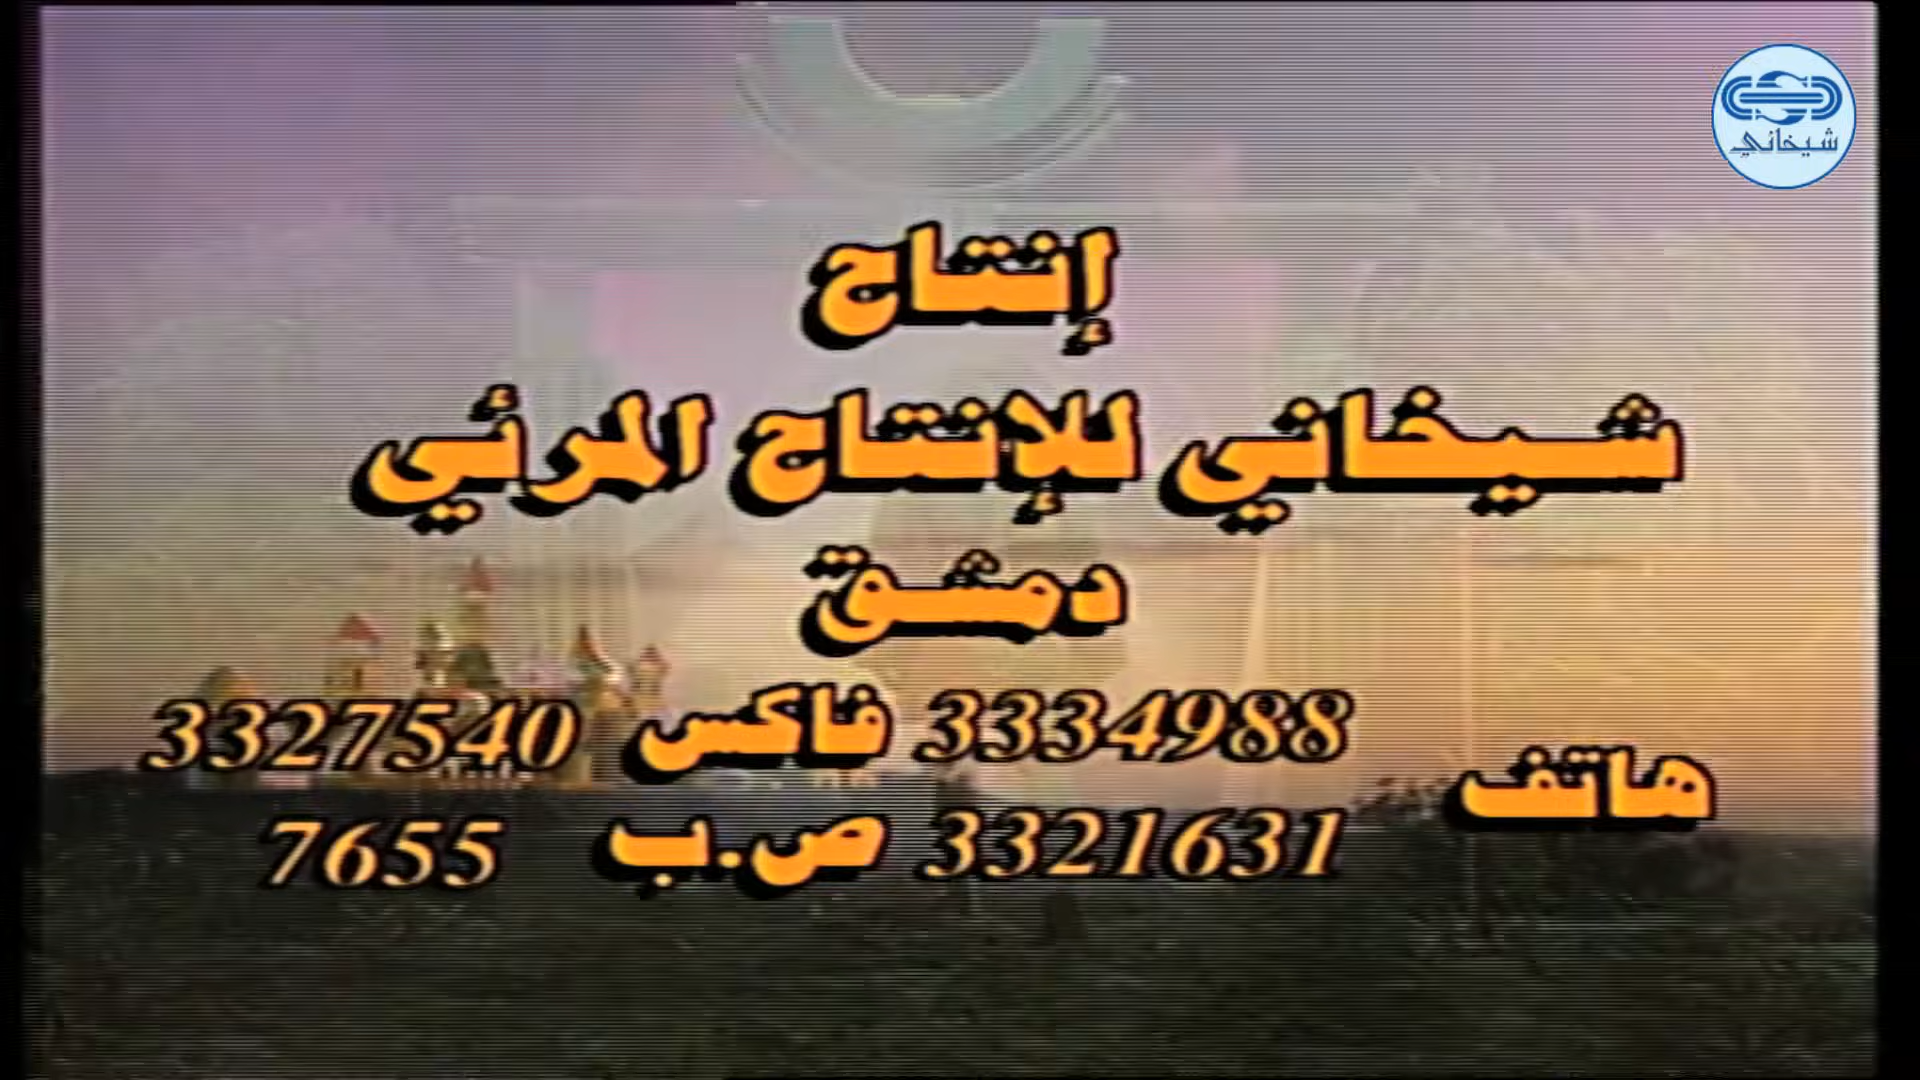 شيخاني
إنتاج
شيخاني للإنتاج المرئي
دمشق
هاتف 3334988 فاكس 3327540
3321631 ص.ب 7655